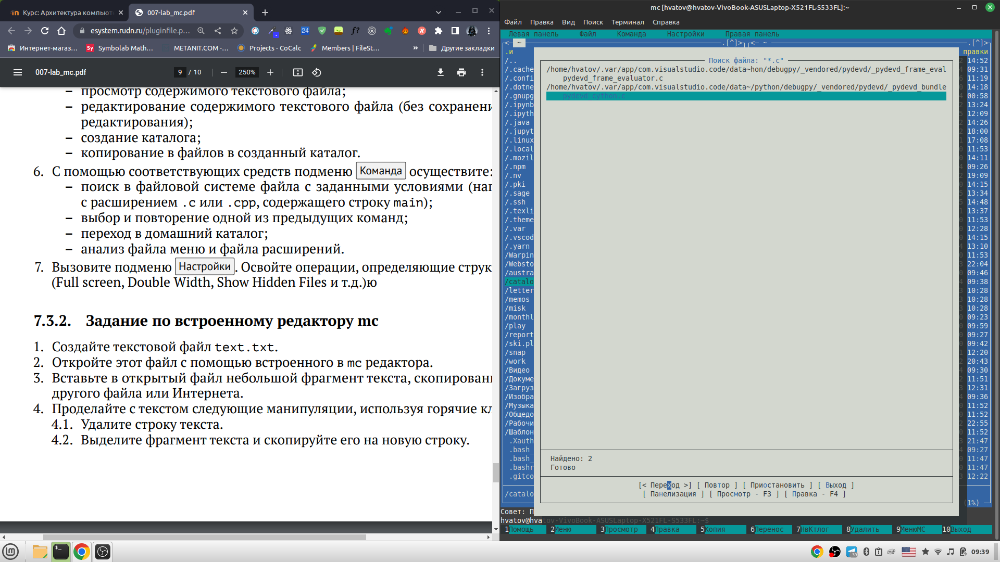 Курс: Архитектура компьют
007-lab_mc.pdf
esystem.rudn.ru/pluginfile.p...
24
f?
Интернет-магаз...
Sy Symbolab Math...
METANIT.COM -...
Projects - CoCalc
Members | FileSt...
»
Другие закладки
007-lab_mc.pdf
9 / 10
250%
– просмотр содержимого текстового файла;
– редактирование содержимого текстового файла (без сохранени
редактирования);
– создание каталога;
– копирование в файлов в созданный каталог.
6. С помощью соответствующих средств подменю Команда осуществите:
– поиск в файловой системе файла с заданными условиями (наг
с расширением .c или .cpp, содержащего строку main);
– выбор и повторение одной из предыдущих команд;
– переход в домашний каталог;
– анализ файла меню и файла расширений.
7. Вызовите подменю Настройки. Освойте операции, определяющие струк
(Full screen, Double Width, Show Hidden Files и т.д.)ю
7.3.2. Задание по встроенному редактору mc
1. Создайте текстовой файл text.txt.
2. Откройте этот файл с помощью встроенного в mc редактора.
3. Вставьте в открытый файл небольшой фрагмент текста, скопировані
другого файла или Интернета.
4. Проделайте с текстом следующие манипуляции, используя горячие кл
4.1. Удалите строку текста.
4.2. Выделите фрагмент текста и скопируйте его на новую строку.
mc [hvatov@hvatov-VivoBook-ASUSLaptop-X521FL-S533FL]:~
Файл Правка Вид Поиск Терминал Справка
Левая панель Файл Команда Настройки Правая панель
<— ~ .[^]> <— ~ .[^]>
.и правки
/.. 14:52
/.cache 09:31
/.confi 11:19
/.dotne 14:18
/.gnupg 00:58
/.ipynb 13:24
/.ipyth 12:09
/.java 14:26
/.jupyt 18:00
/.linux 17:08
/.local 11:53
/.mozil 14:11
/.npm 09:26
/.nv 19:09
/.pki 14:15
/.sage 13:34
/.ssh 14:48
/.texli 13:37
/.theme 11:53
/.var 12:28
/.vscod 14:15
/.yarn 13:10
/Warpin 11:53
/Websto 22:04
/austra 09:46
/catalo 09:38
/letter 10:28
/memos 10:28
/misk 10:28
/monthl 09:23
/play 09:59
/report 09:27
/ski.pl 09:42
/snap 12:20
/work 20:43
/Видео 09:30
/Докуме 11:51
/Загруз 12:31
/Изобра 09:36
/Музыка 11:52
/Общедо 11:52
/Рабочи 22:55
/Шаблон 11:52
.Xauth 21:47
.bash_ 09:27
.bash_ 11:47
.bashr 11:47
.gitco 12:22
/catalo
(1%)
Поиск файла: "*.c"
/home/hvatov/.var/app/com.visualstudio.code/data~hon/debugpy/_vendored/pydevd/_pydevd_frame_eval
pydevd_frame_evaluator.c
/home/hvatov/.var/app/com.visualstudio.code/data~/python/debugpy/_vendored/pydevd/_pydevd_bundle
pydevd_cython.c
Найдено: 2
Готово
[< Переход >] [ Повтор ] [ Приостановить ] [ Выход ]
[ Панелизация ] [ Просмотр - F3 ] [ Правка - F4 ]
Совет: П
hvatov@hvatov-VivoBook-ASUSLaptop-X521FL-S533FL:~$
1Помощь 2Меню 3Просмотр 4Правка 5Копия 6Перенос 7НвКтлог 8Удалить 9МенюMC 10Выход
09:39